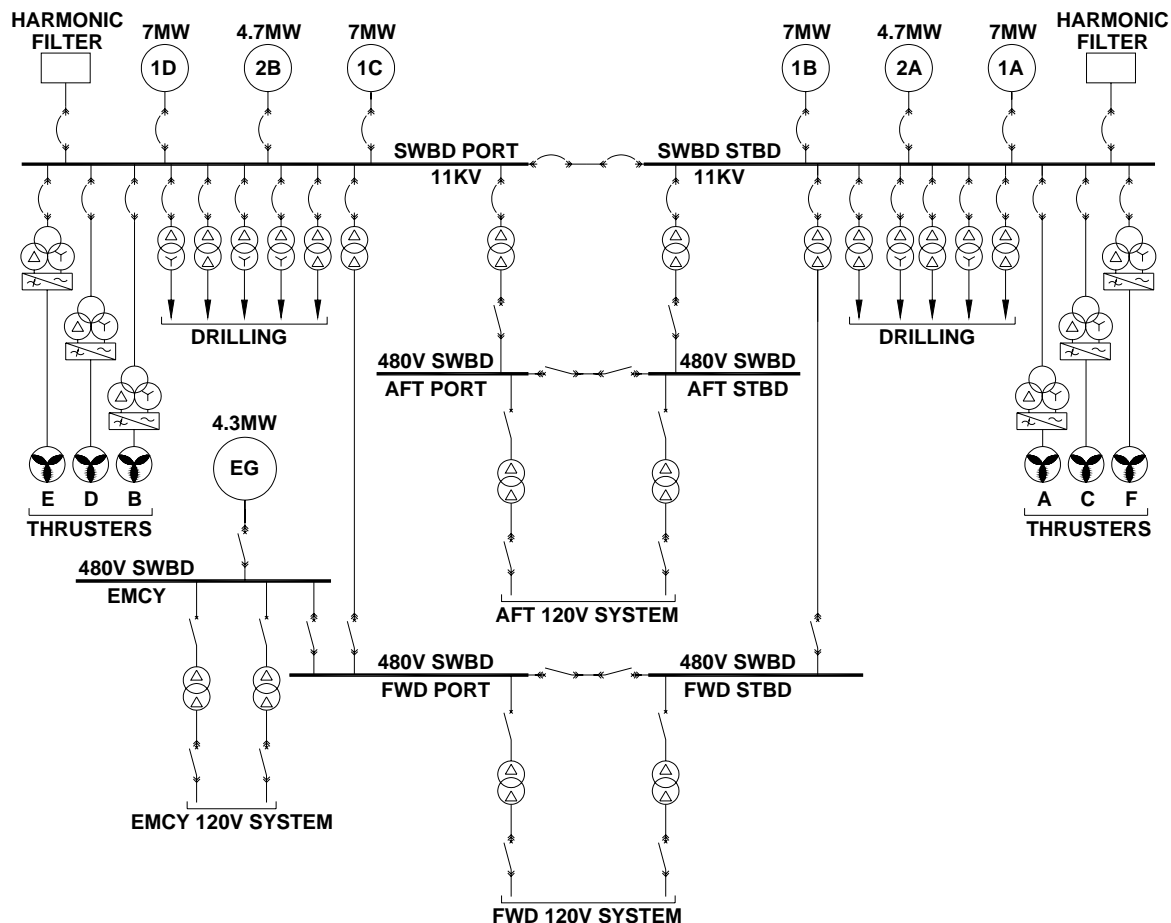 HARMONIC
FILTER
7MW
4.7MW
7MW
7MW
4.7MW
7MW
HARMONIC
FILTER
1D
2B
1C
1B
2A
1A
SWBD PORT
11KV
SWBD STBD
11KV
DRILLING
DRILLING
480V SWBD
AFT PORT
480V SWBD
AFT STBD
4.3MW
EG
E D B
THRUSTERS
A C F
THRUSTERS
480V SWBD
EMCY
AFT 120V SYSTEM
480V SWBD
FWD PORT
480V SWBD
FWD STBD
EMCY 120V SYSTEM
FWD 120V SYSTEM